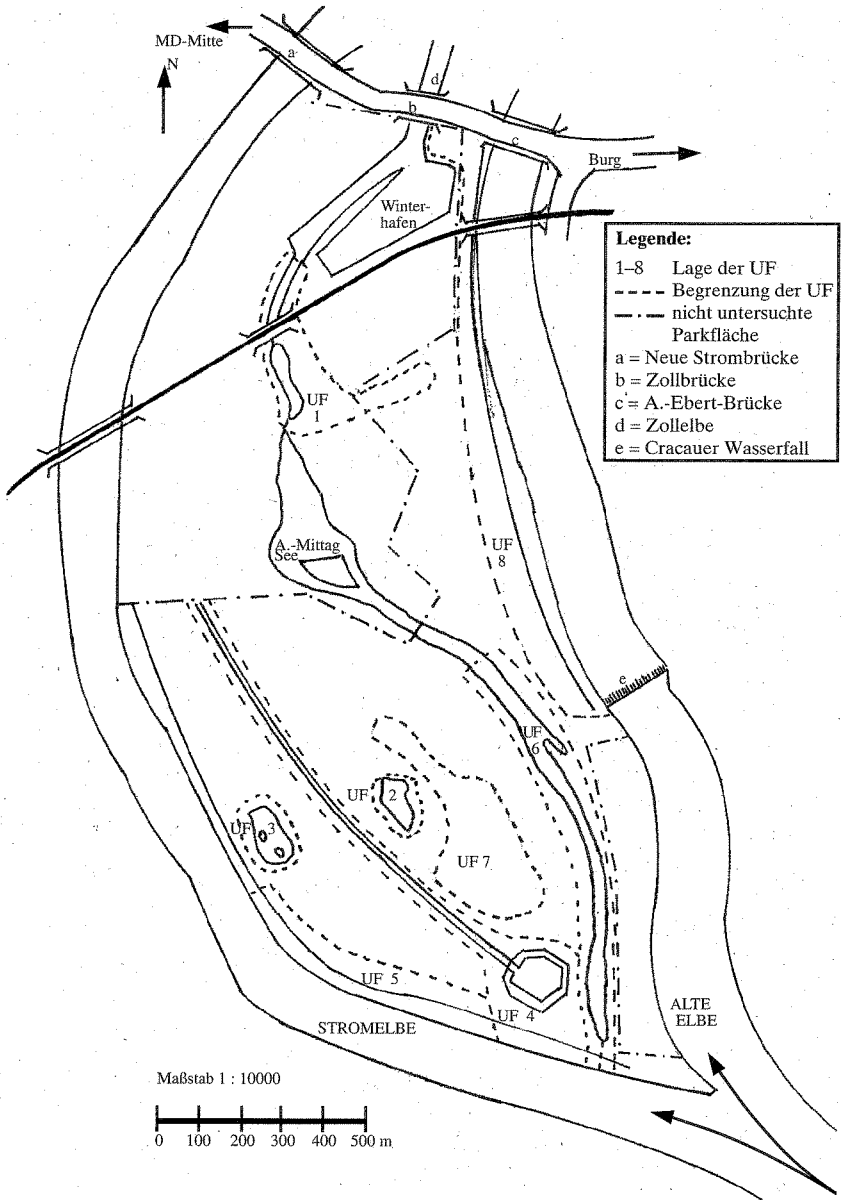 MD-Mitte
N
a
d
b
c
Burg
Winter-
hafen
Legende:
1–8 Lage der UF
Begrenzung der UF
nicht untersuchte
Parkfläche
a = Neue Strombrücke
b = Zollbrücke
c = A.-Ebert-Brücke
d = Zollelbe
e = Cracauer Wasserfall
UF
1
A.-Mittag
See
UF
8
e
UF
6
UF 2
UF 3
UF 7
UF 5
UF 4
STROMELBE
ALTE
ELBE
Maßstab 1 : 10000
0 100 200 300 400 500 m